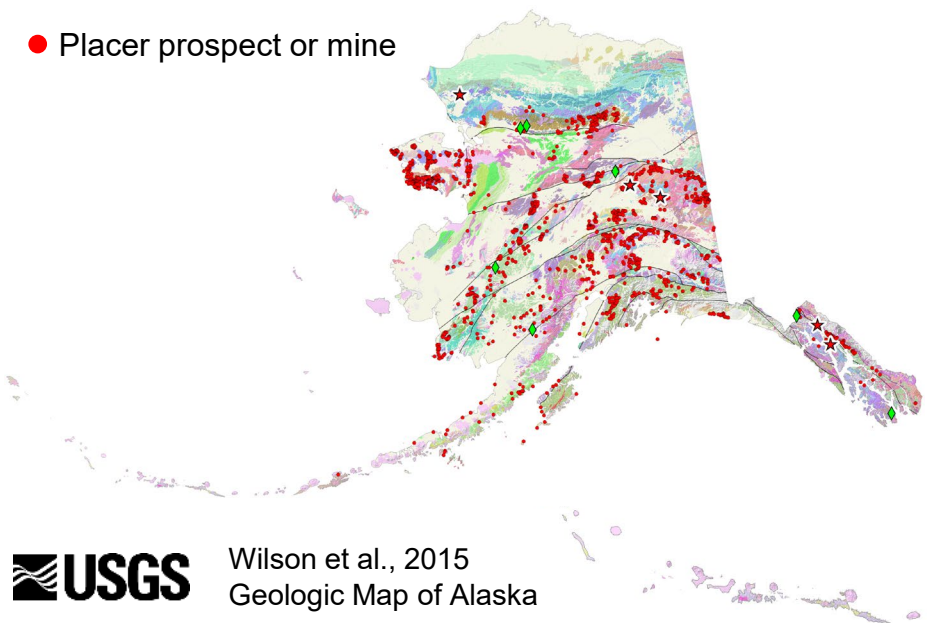 Placer prospect or mine
USGS
Wilson et al., 2015
Geologic Map of Alaska